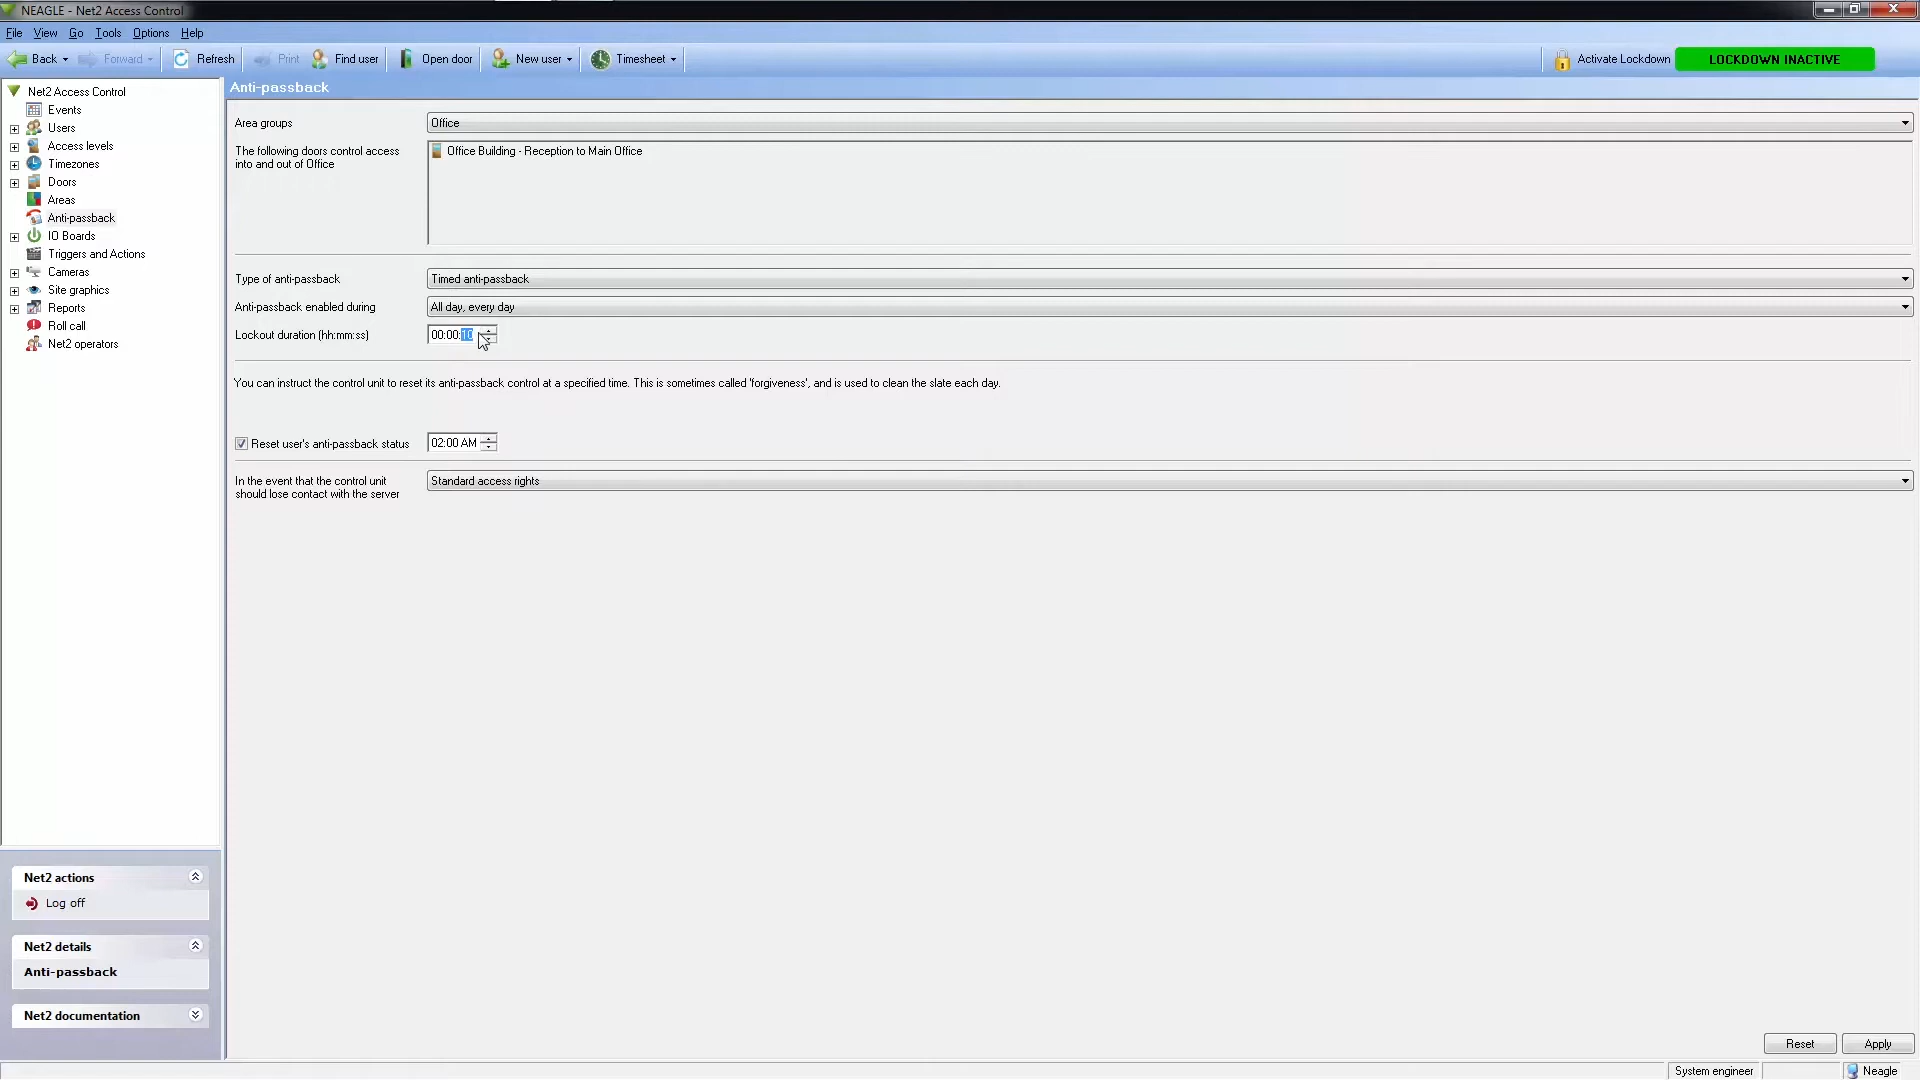 NEAGLE - Net2 Access Control
File View Go Tools Options Help
Back Forward Refresh Print Find user Open door New user Timesheet Activate Lockdown LOCKDOWN INACTIVE
Net2 Access Control
Events
Users
Access levels
Timezones
Doors
Areas
Anti-passback
IO Boards
Triggers and Actions
Cameras
Site graphics
Reports
Roll call
Net2 operators
Net2 actions
Log off
Net2 details
Anti-passback
Net2 documentation
Anti-passback
Area groups Office
The following doors control access
into and out of Office
Office Building - Reception to Main Office
Type of anti-passback Timed anti-passback
Anti-passback enabled during All day, every day
Lockout duration (hh:mm:ss) 00:00:10
You can instruct the control unit to reset its anti-passback control at a specified time. This is sometimes called 'forgiveness', and is used to clean the slate each day.
Reset user's anti-passback status 02:00 AM
In the event that the control unit
should lose contact with the server
Standard access rights
Reset Apply
System engineer Neagle